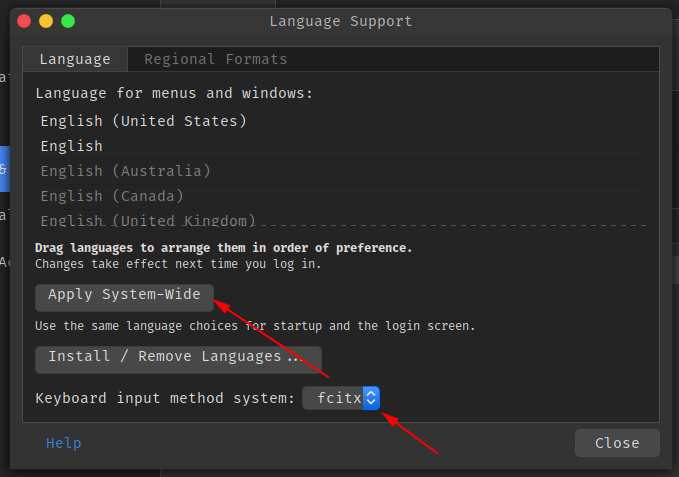 Language Support
Language
Regional Formats
Language for menus and windows:
English (United States)
English
English (Australia)
English (Canada)
English (United Kingdom)
Drag languages to arrange them in order of preference.
Changes take effect next time you log in.
Apply System-Wide
Use the same language choices for startup and the login screen.
Install / Remove Languages...
Keyboard input method system: fcitx
Help
Close